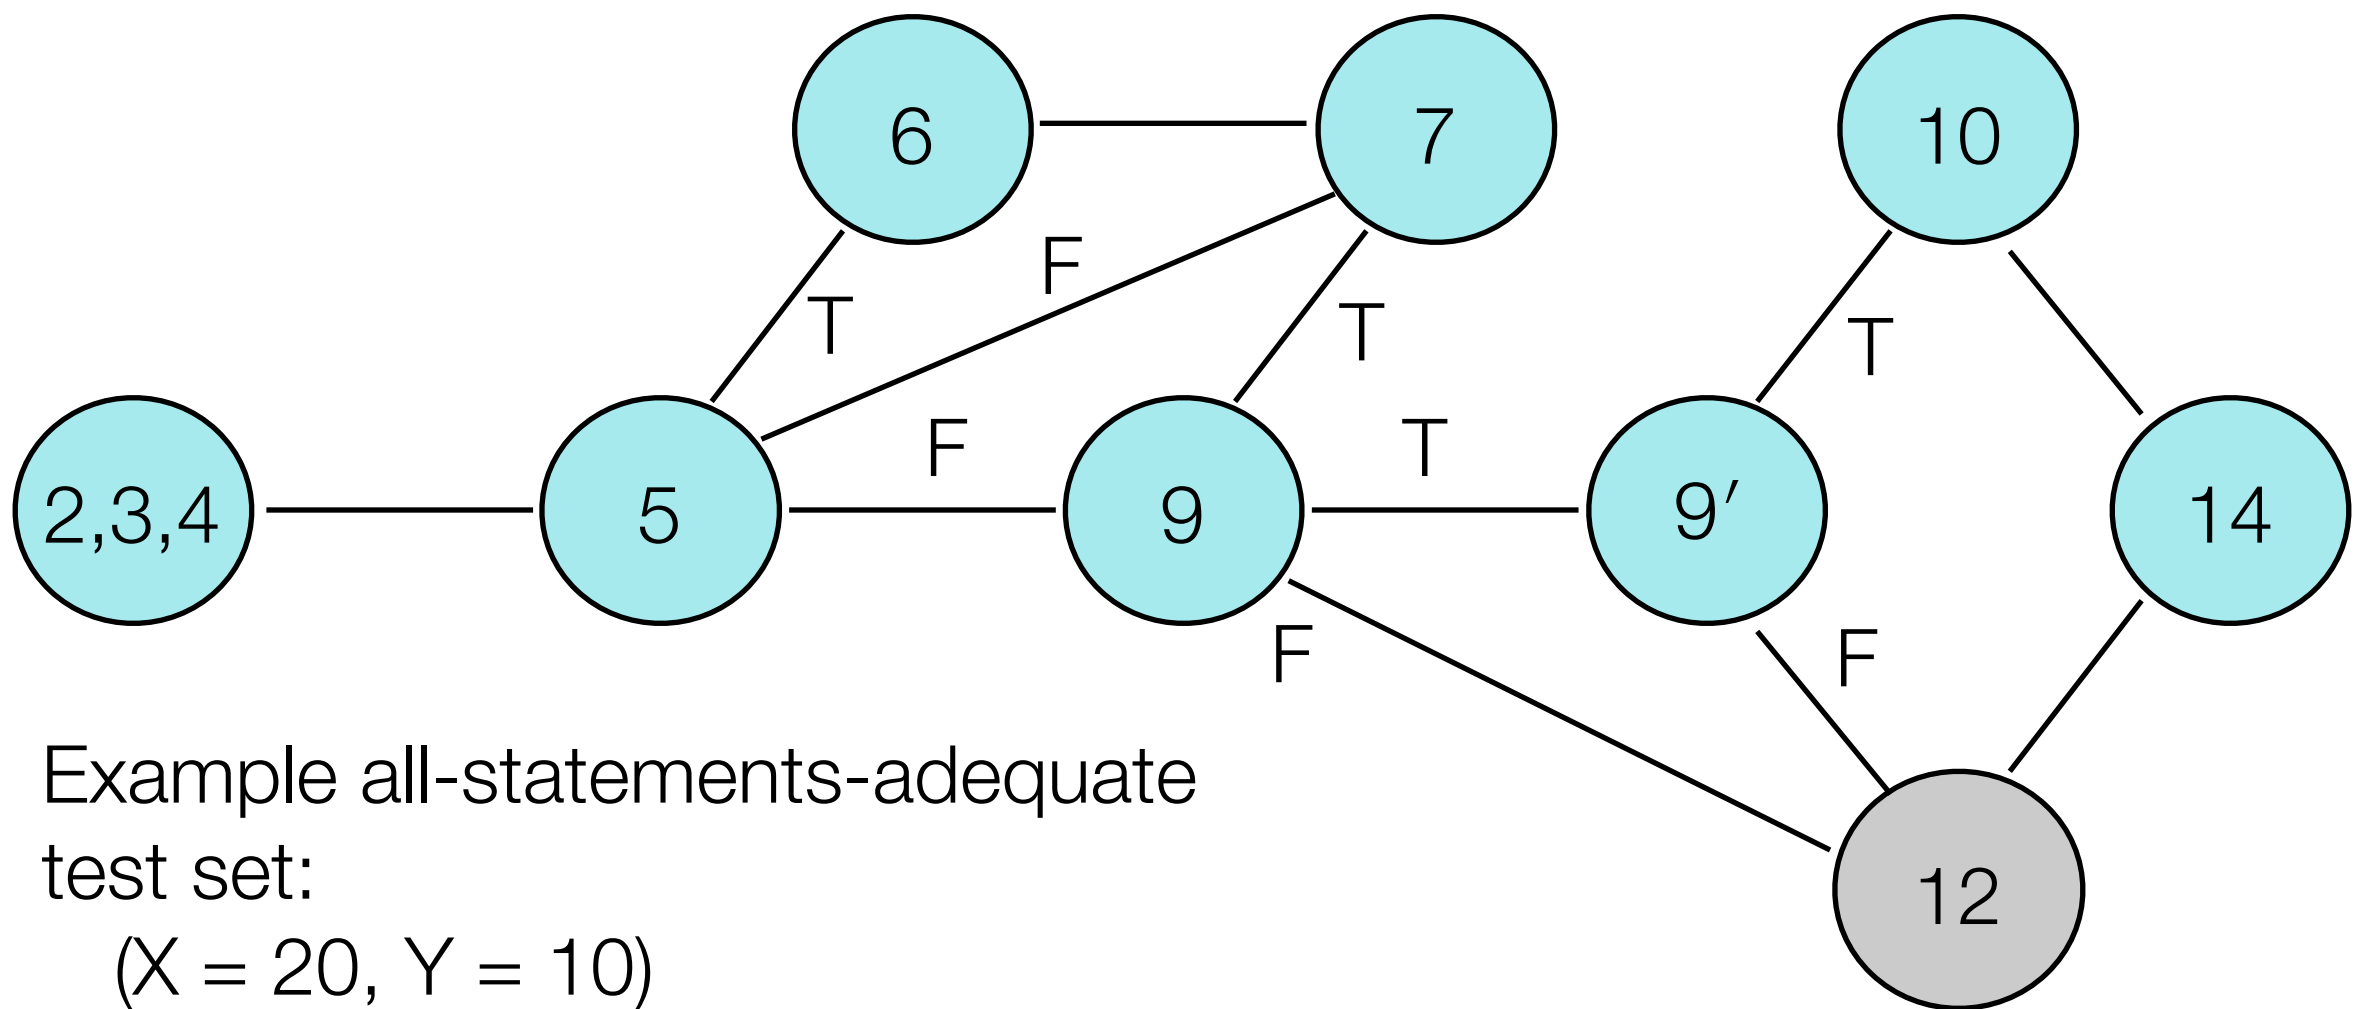 6
7
10
F
T
T
T
F
T
2,3,4
5
9
9′
14
F
F
Example all-statements-adequate
test set:
(X = 20, Y = 10)
12